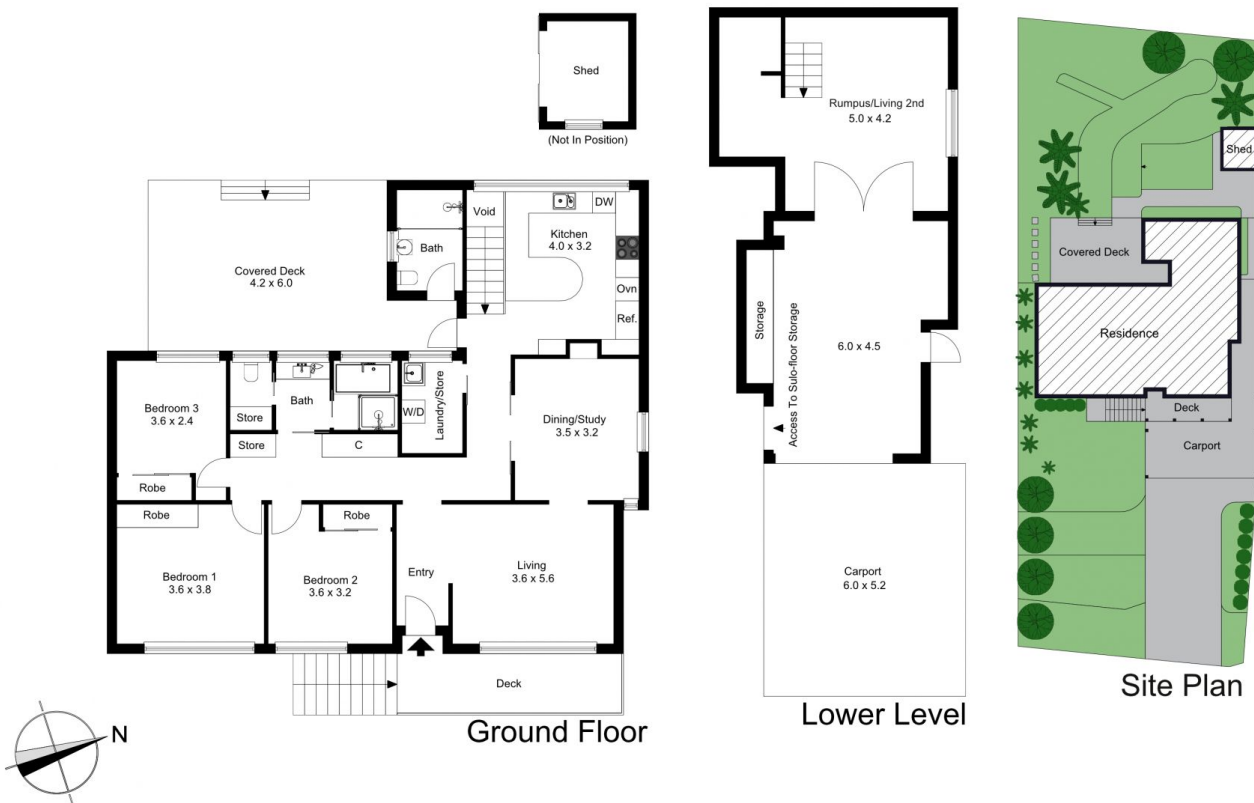 Shed
(Not In Position)
Void
DW
Kitchen
4.0 x 3.2
Bath
Covered Deck
4.2 x 6.0
Ovn
Ref.
Bedroom 3
3.6 x 2.4
Store
Bath
W/D
Laundry/Store
Dining/Study
3.5 x 3.2
Store
C
Robe
Robe
Robe
Bedroom 1
3.6 x 3.8
Bedroom 2
3.6 x 3.2
Entry
Living
3.6 x 5.6
Deck
Ground Floor
N
Rumpus/Living 2nd
5.0 x 4.2
Storage
Access To Sulo-floor Storage
6.0 x 4.5
Carport
6.0 x 5.2
Lower Level
Shed
Covered Deck
Residence
Deck
Carport
Site Plan